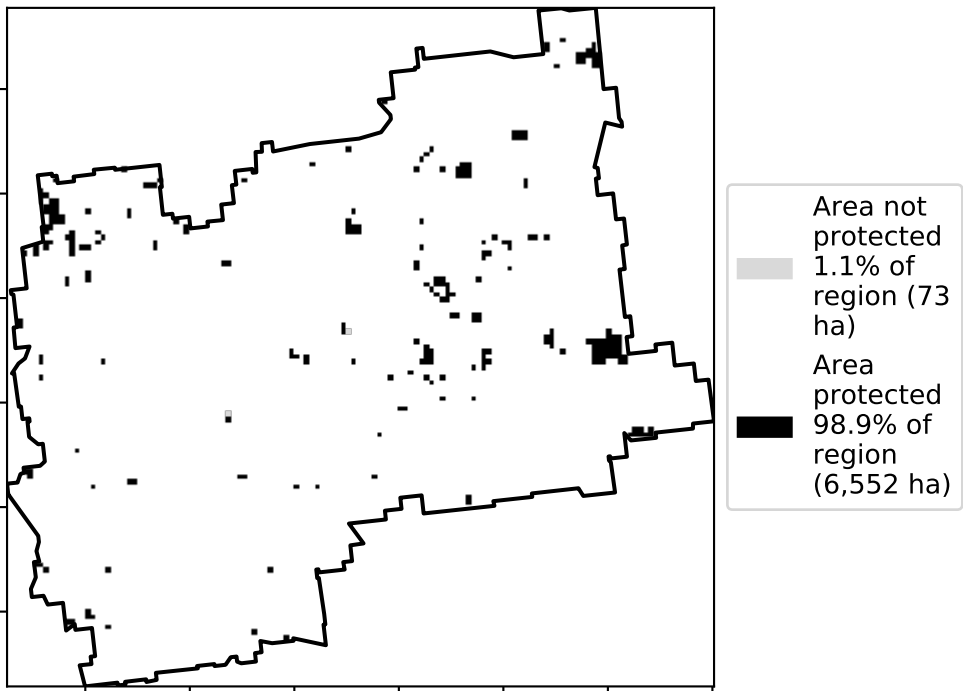 Area not
protected
1.1% of
region (73
ha)
Area
protected
98.9% of
region
(6,552 ha)